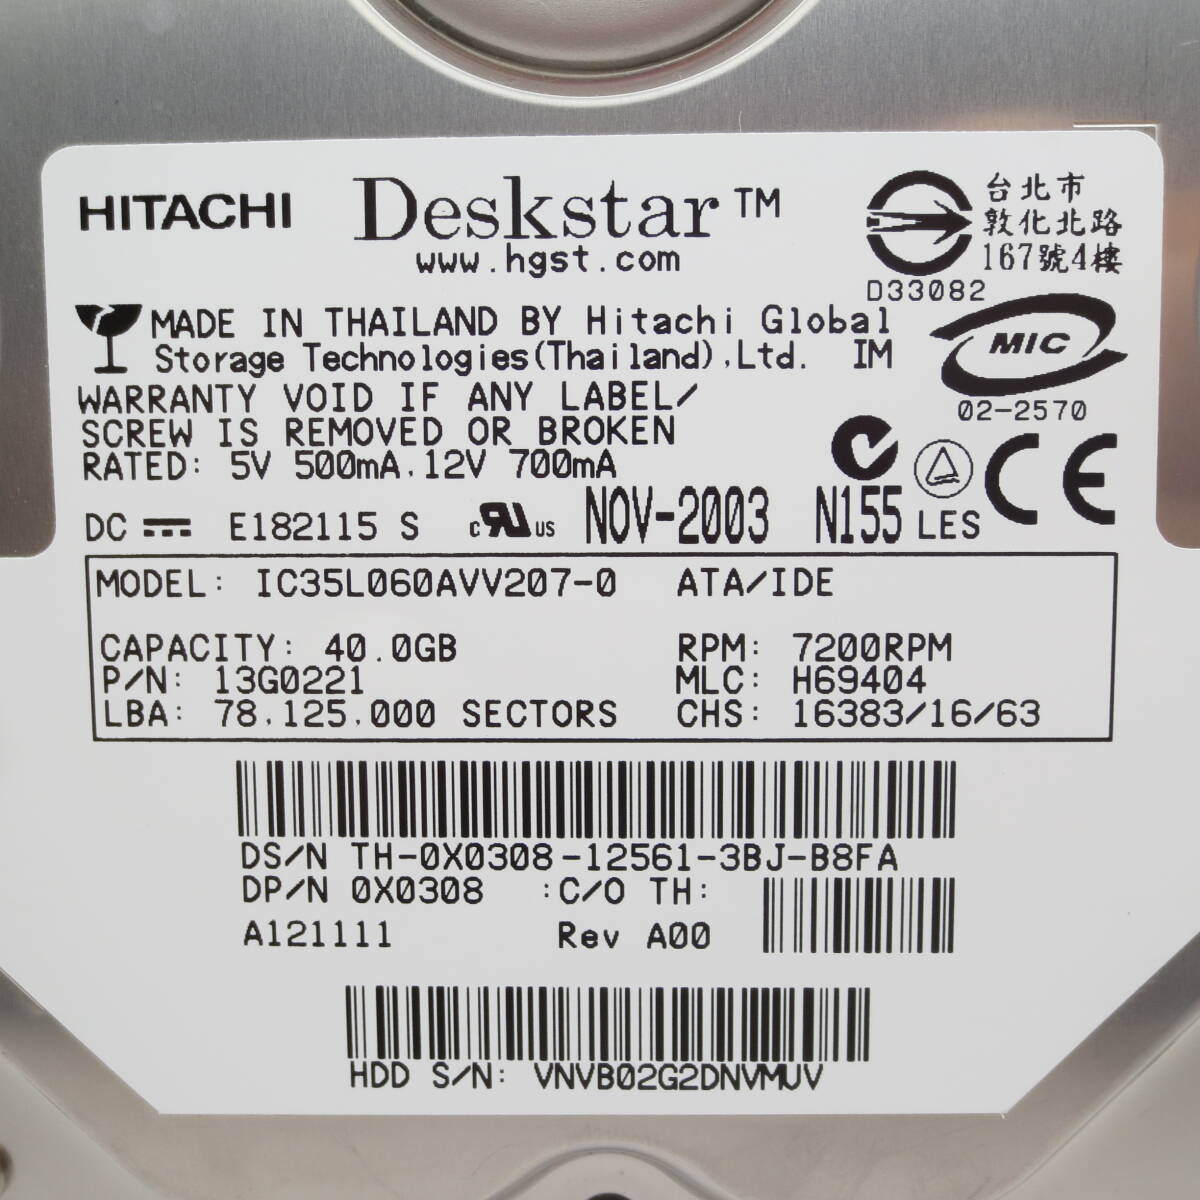 HITACHI Deskstar™
www.hgst.com
台北市
敦化北路
167號4樓
D33082
MADE IN THAILAND BY Hitachi Global
Storage Technologies(Thailand),Ltd. IM
MIC
02-2570
WARRANTY VOID IF ANY LABEL/
SCREW IS REMOVED OR BROKEN
RATED: 5V 500mA,12V 700mA
DC E182115 S c RU US NOV-2003 N155 LES CE
MODEL: IC35L060AVV207-0 ATA/IDE
CAPACITY: 40.0GB RPM: 7200RPM
P/N: 13G0221 MLC: H69404
LBA: 78,125,000 SECTORS CHS: 16383/16/63
DS/N TH-0X0308-12561-3BJ-B8FA
DP/N 0X0308 :C/O TH:
A121111 Rev A00
HDD S/N: VNVB02G2DNVMUV